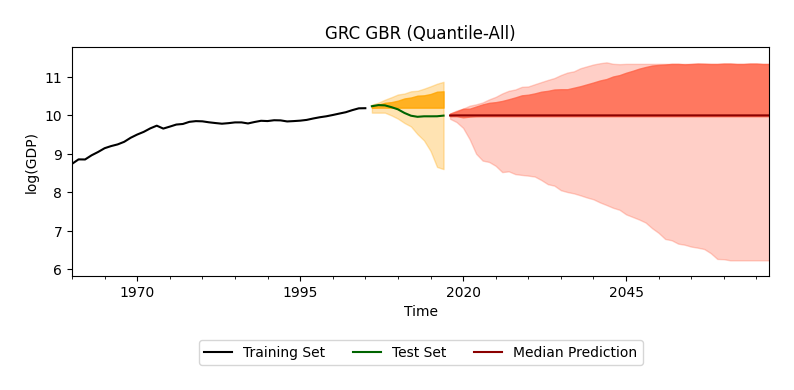 GRC GBR (Quantile-All)
11
10
9
8
7
6
log(GDP)
1970
1995
2020
2045
Time
Training Set
Test Set
Median Prediction